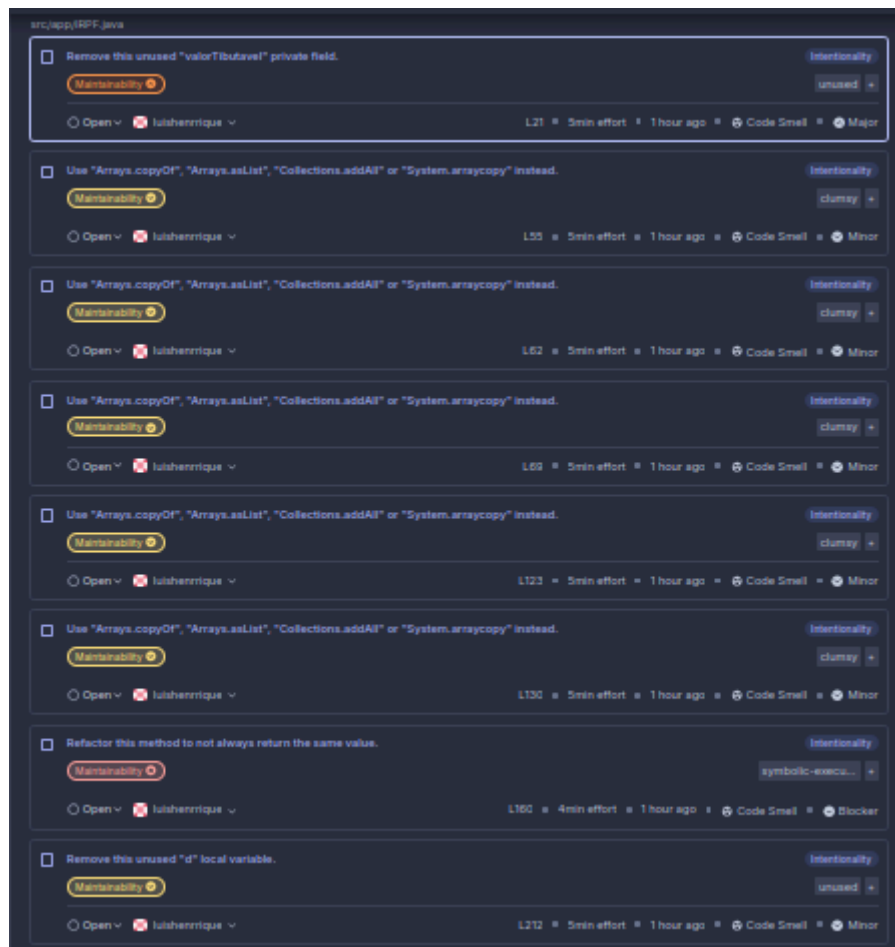 src/app/IRPF.java
Remove this unused "valorTibutavel" private field. Intentionality
Maintainability unused +
Open luishenrrique L21 5min effort 1 hour ago Code Smell Major
Use "Arrays.copyOf", "Arrays.asList", "Collections.addAll" or "System.arraycopy" instead. Intentionality
Maintainability clumsy +
Open luishenrrique L55 5min effort 1 hour ago Code Smell Minor
Use "Arrays.copyOf", "Arrays.asList", "Collections.addAll" or "System.arraycopy" instead. Intentionality
Maintainability clumsy +
Open luishenrrique L62 5min effort 1 hour ago Code Smell Minor
Use "Arrays.copyOf", "Arrays.asList", "Collections.addAll" or "System.arraycopy" instead. Intentionality
Maintainability clumsy +
Open luishenrrique L69 5min effort 1 hour ago Code Smell Minor
Use "Arrays.copyOf", "Arrays.asList", "Collections.addAll" or "System.arraycopy" instead. Intentionality
Maintainability clumsy +
Open luishenrrique L123 5min effort 1 hour ago Code Smell Minor
Use "Arrays.copyOf", "Arrays.asList", "Collections.addAll" or "System.arraycopy" instead. Intentionality
Maintainability clumsy +
Open luishenrrique L130 5min effort 1 hour ago Code Smell Minor
Refactor this method to not always return the same value. Intentionality
Maintainability symbolic-execu... +
Open luishenrrique L160 4min effort 1 hour ago Code Smell Blocker
Remove this unused "d" local variable. Intentionality
Maintainability unused +
Open luishenrrique L212 5min effort 1 hour ago Code Smell Minor